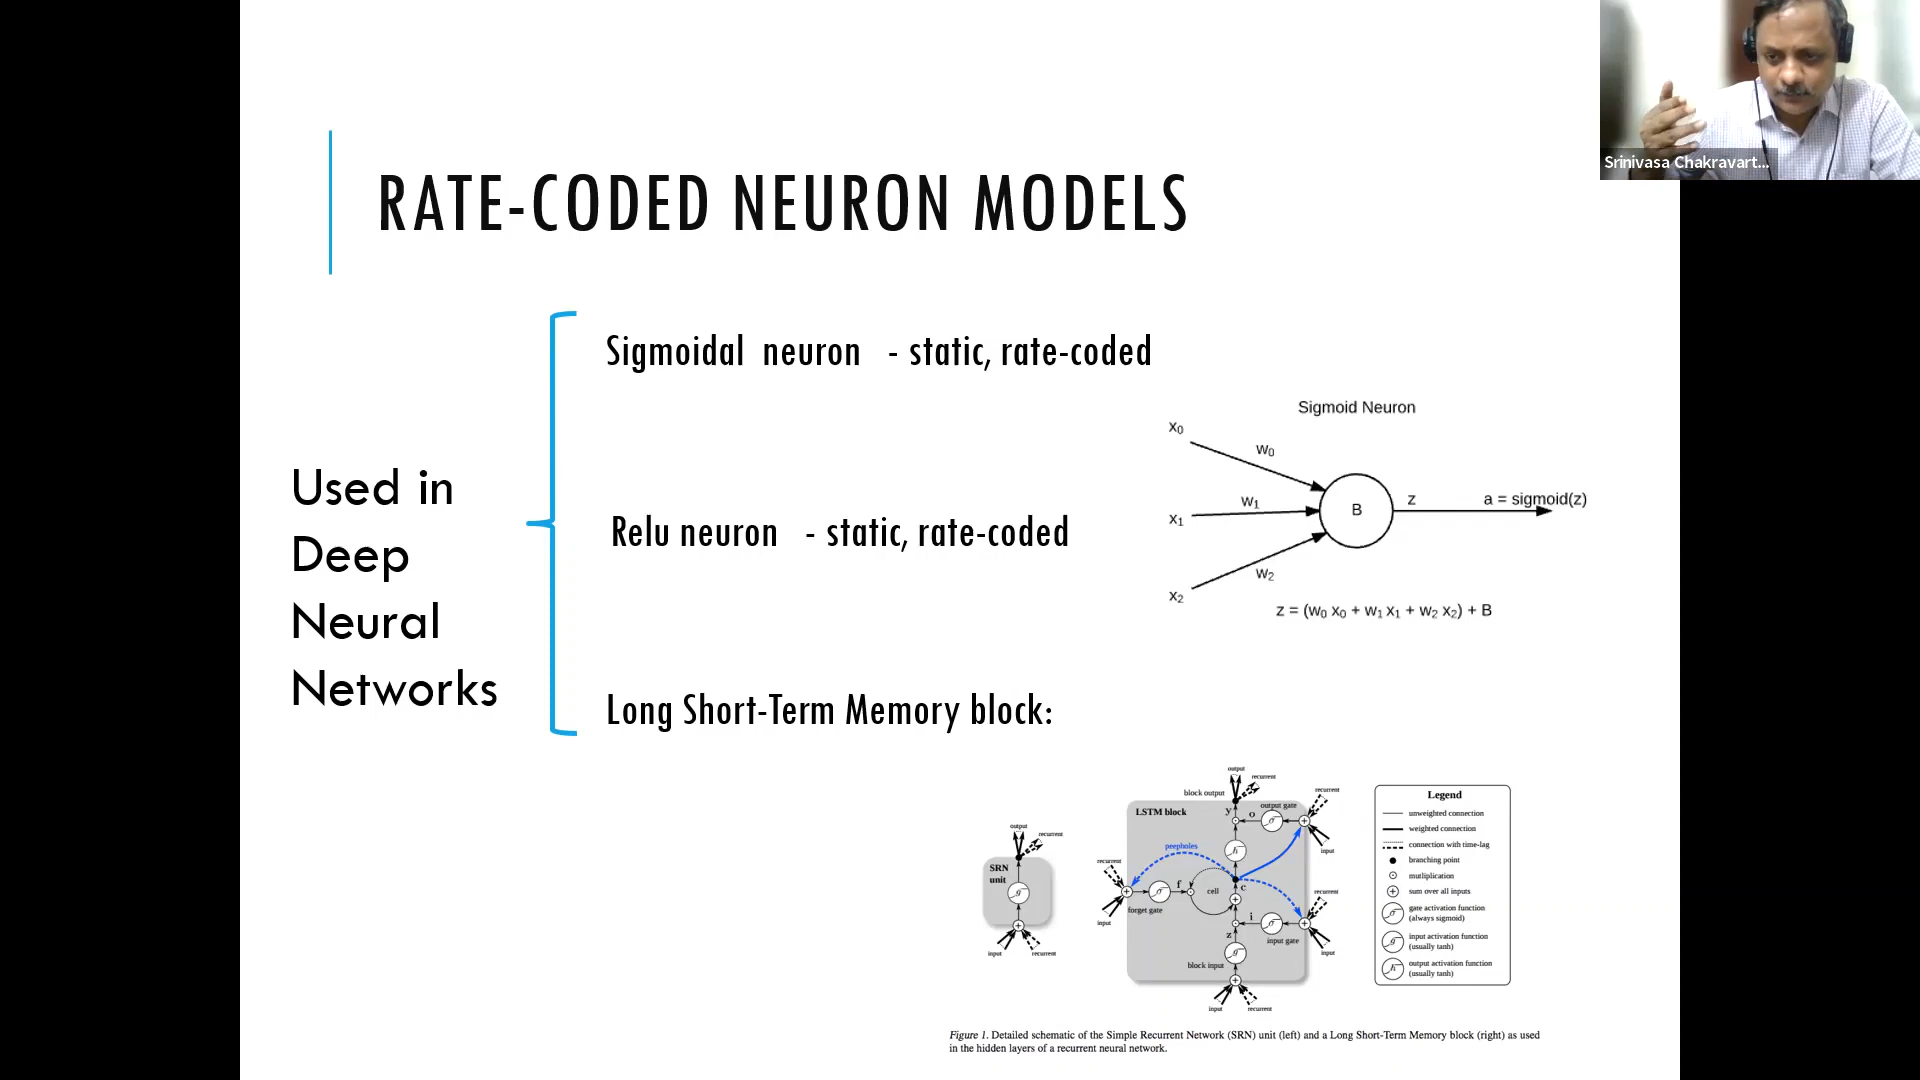 Srinivasa Chakravart...
RATE-CODED NEURON MODELS
Used in
Deep
Neural
Networks
Sigmoidal neuron - static, rate-coded
Relu neuron - static, rate-coded
Long Short-Term Memory block:
Sigmoid Neuron
x0
w0
x1
w1
x2
w2
B
z
a = sigmoid(z)
z = (w0 x0 + w1 x1 + w2 x2) + B
output
recurrent
SRN
unit
g
input
recurrent
output
recurrent
block output
LSTM block
y
o
output gate
σ
recurrent
input
h
peepholes
recurrent
f
σ
cell
c
forget gate
input
recurrent
i
σ
input gate
input
z
g
block input
input
recurrent
Legend
unweighted connection
weighted connection
connection with time-lag
branching point
mutliplication
sum over all inputs
σ
gate activation function
(always sigmoid)
g
input activation function
(usually tanh)
h
output activation function
(usually tanh)
Figure 1. Detailed schematic of the Simple Recurrent Network (SRN) unit (left) and a Long Short-Term Memory block (right) as used
in the hidden layers of a recurrent neural network.